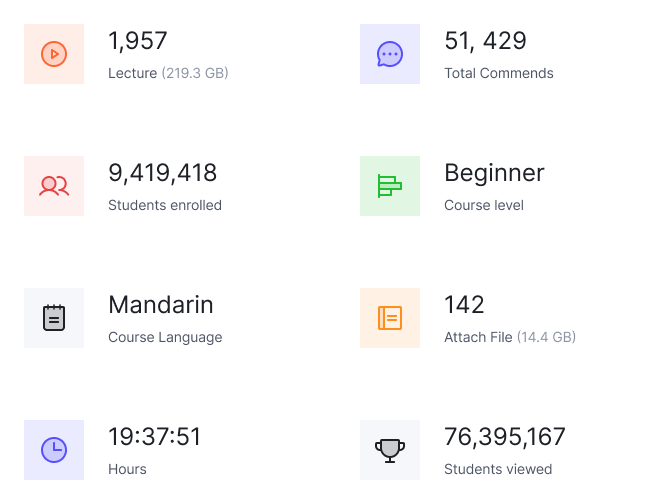 1,957
Lecture (219.3 GB)
51, 429
Total Commends
9,419,418
Students enrolled
Beginner
Course level
Mandarin
Course Language
142
Attach File (14.4 GB)
19:37:51
Hours
76,395,167
Students viewed